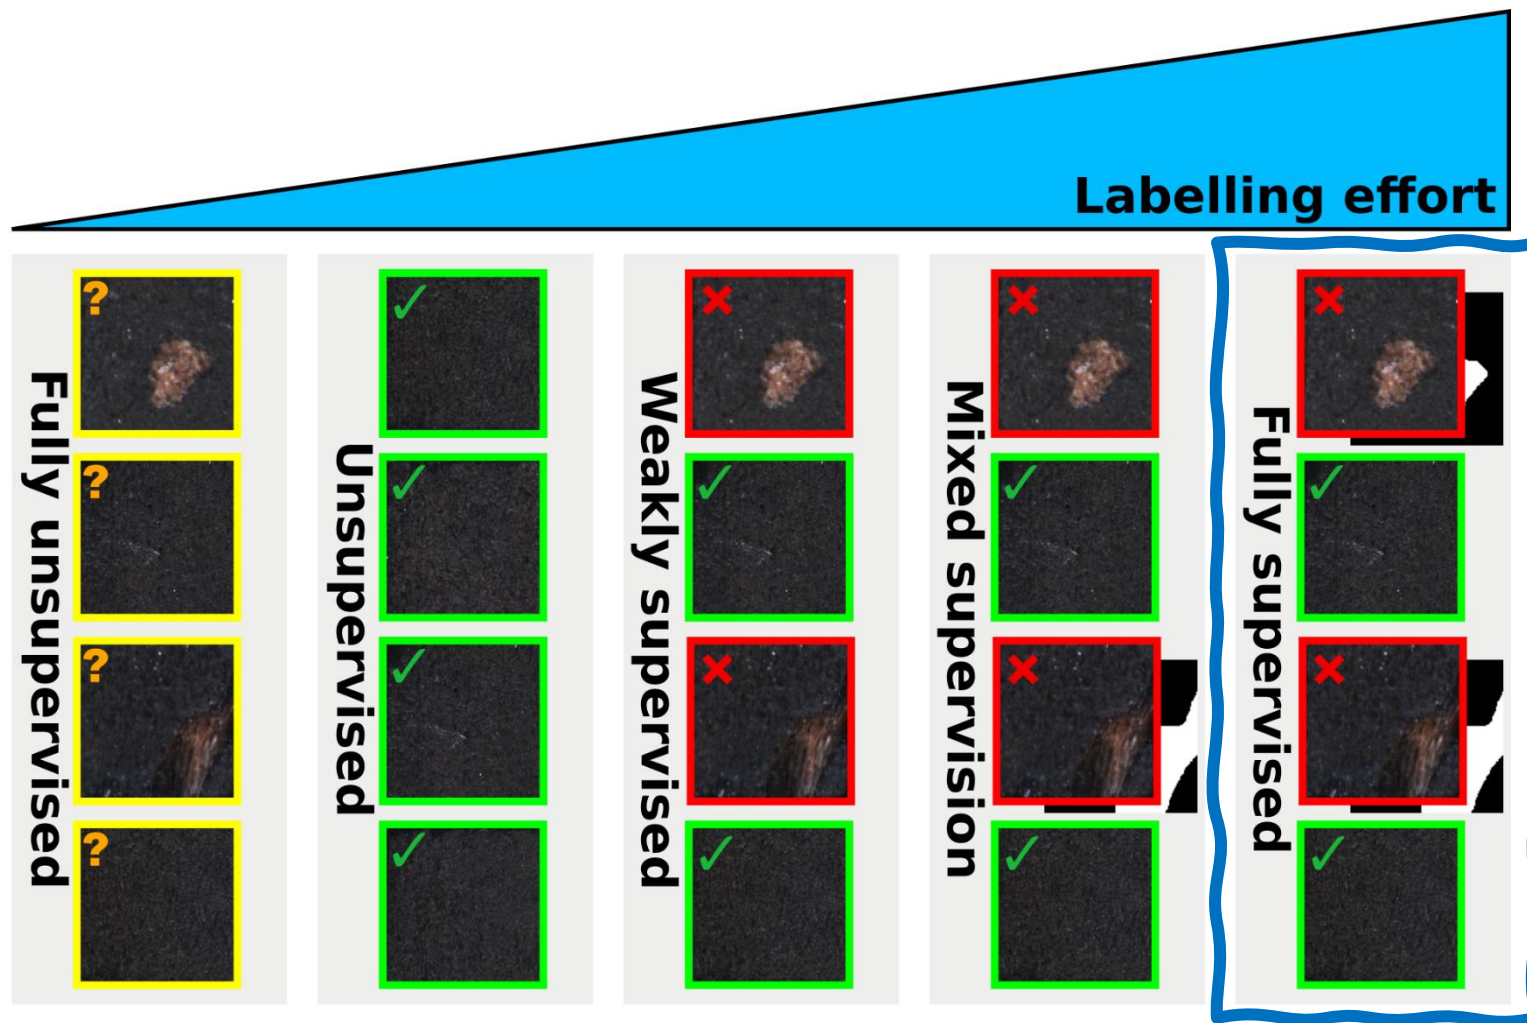 Labelling effort
Fully unsupervised
Unsupervised
Weakly supervised
Mixed supervision
Fully supervised